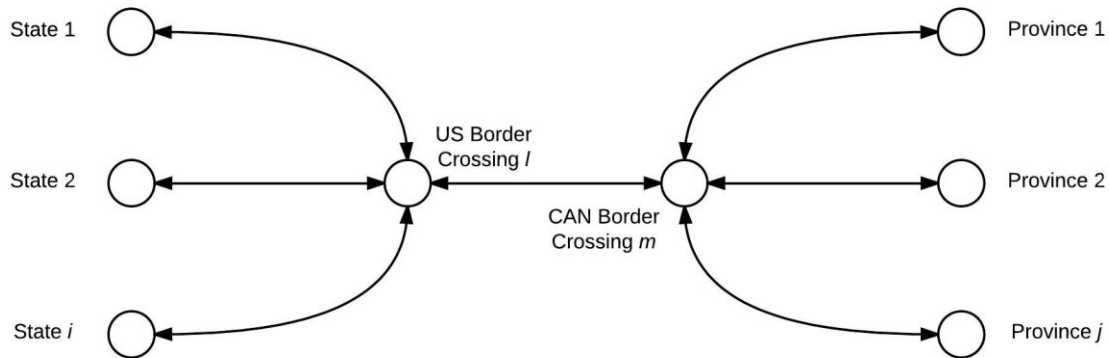 State 1
Province 1
US Border
Crossing l
State 2
Province 2
CAN Border
Crossing m
State i
Province j